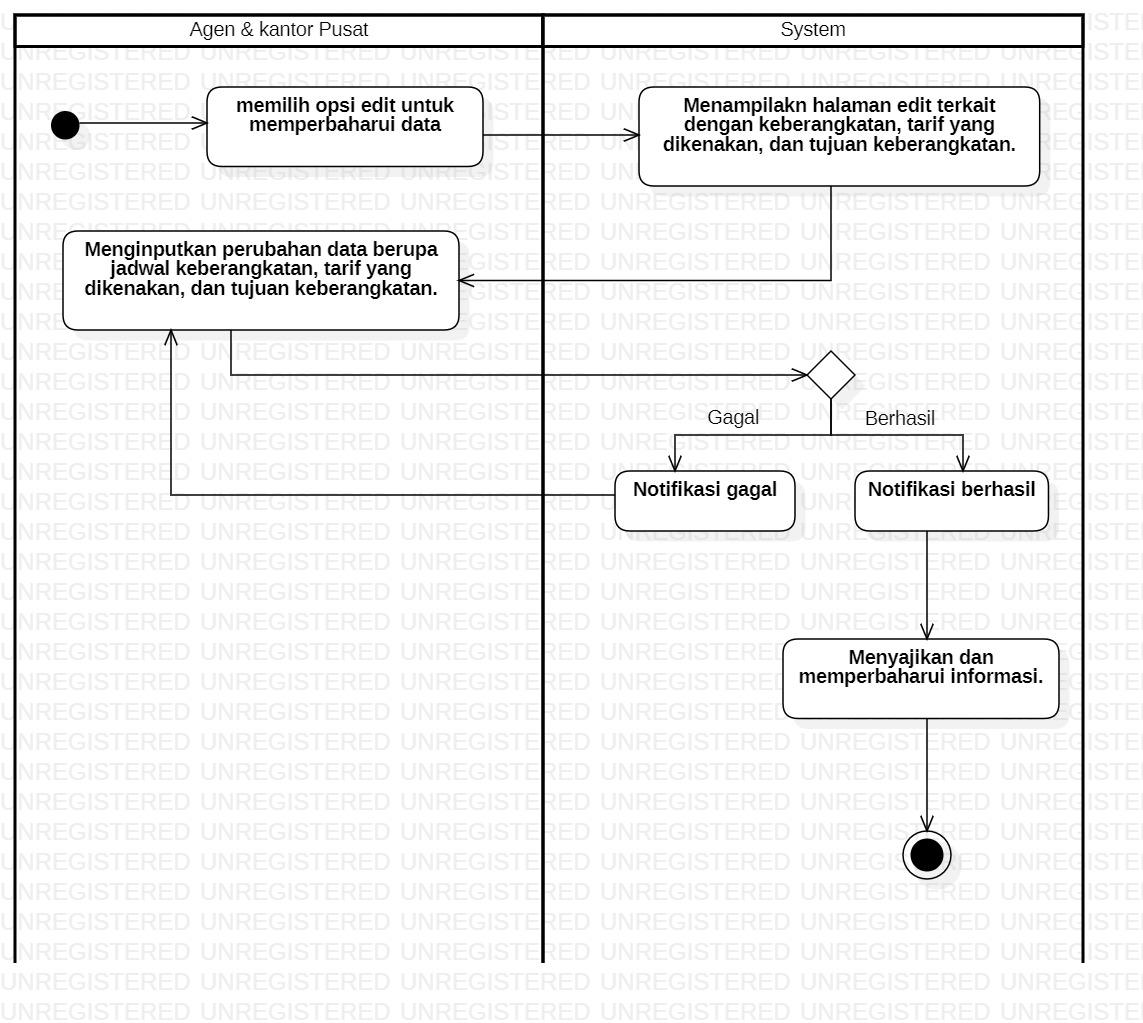 Agen & kantor Pusat
System
memilih opsi edit untuk
memperbaharui data
Menampilakn halaman edit terkait
dengan keberangkatan, tarif yang
dikenakan, dan tujuan keberangkatan.
Menginputkan perubahan data berupa
jadwal keberangkatan, tarif yang
dikenakan, dan tujuan keberangkatan.
Gagal
Berhasil
Notifikasi gagal
Notifikasi berhasil
Menyajikan dan
memperbaharui informasi.
UNREGISTERED